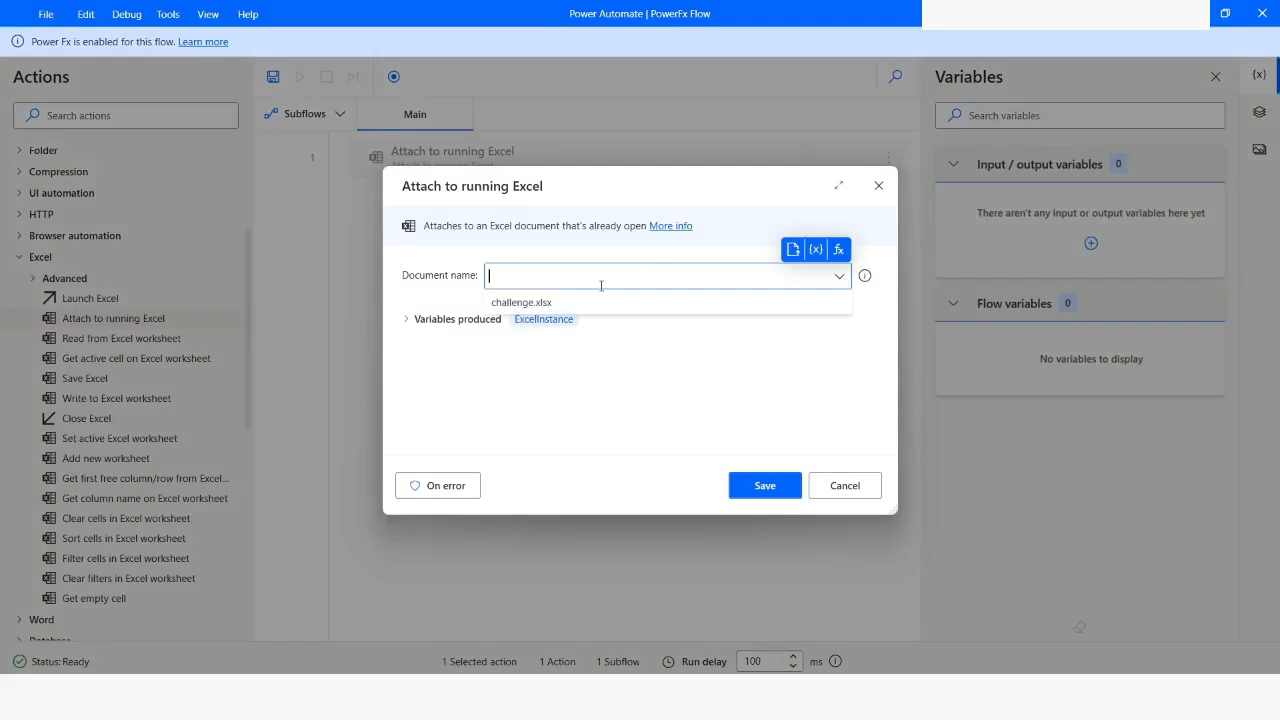 File Edit Debug Tools View Help Power Automate | PowerFx Flow
Power Fx is enabled for this flow. Learn more
Actions
Search actions
Folder
Compression
UI automation
HTTP
Browser automation
Excel
Advanced
Launch Excel
Attach to running Excel
Read from Excel worksheet
Get active cell on Excel worksheet
Save Excel
Write to Excel worksheet
Close Excel
Set active Excel worksheet
Add new worksheet
Get first free column/row from Excel...
Get column name on Excel worksheet
Clear cells in Excel worksheet
Sort cells in Excel worksheet
Filter cells in Excel worksheet
Clear filters in Excel worksheet
Get empty cell
Word
Database
Subflows Main
1 Attach to running Excel
Attach to running Excel
Attach to running Excel
Attaches to an Excel document that's already open More info
{x} fx
Document name:
challenge.xlsx
Variables produced ExcelInstance
On error Save Cancel
Variables {x}
Search variables
Input / output variables 0
There aren't any input or output variables here yet
Flow variables 0
No variables to display
Status: Ready 1 Selected action 1 Action 1 Subflow Run delay 100 ms